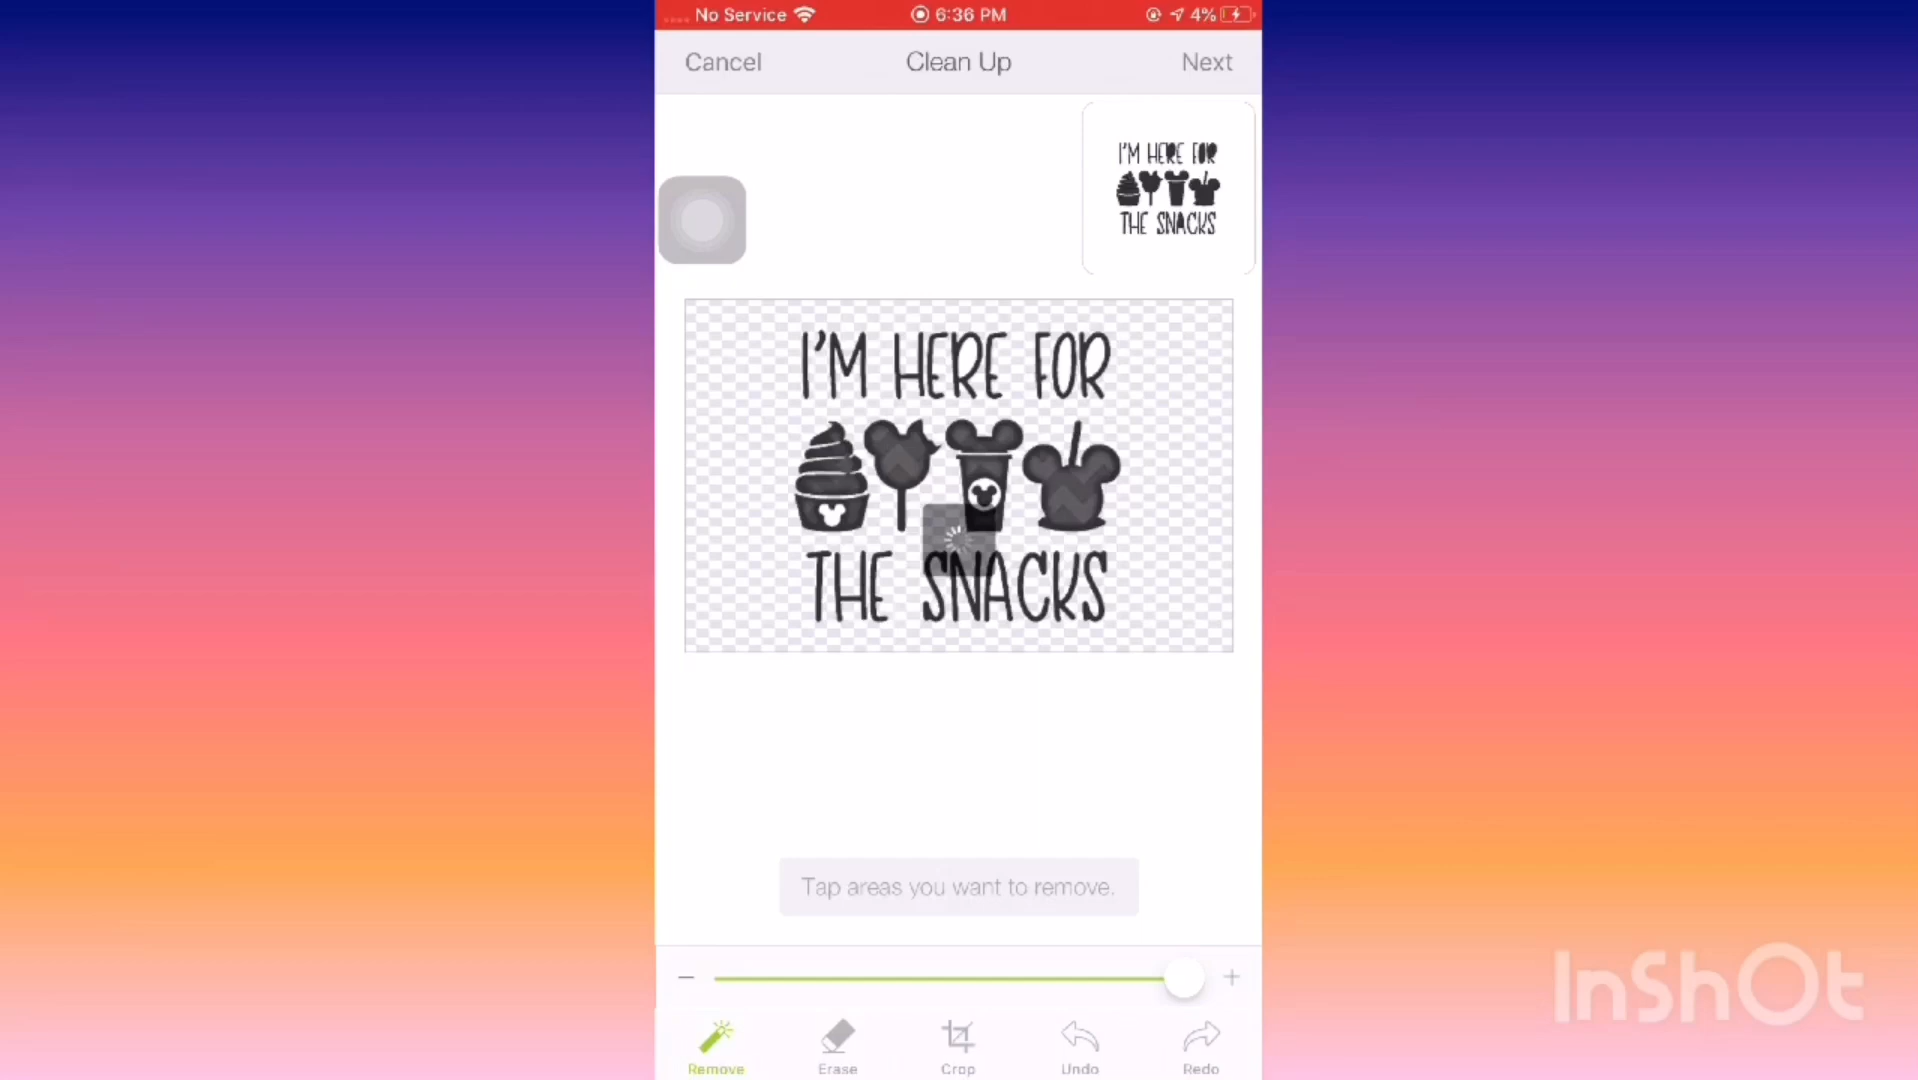 No Service 6:36 PM 4%
Cancel Clean Up Next
I'M HERE FOR
THE SNACKS
I'M HERE FOR
THE SNACKS
Tap areas you want to remove.
Remove Erase Crop Undo Redo
InShOt